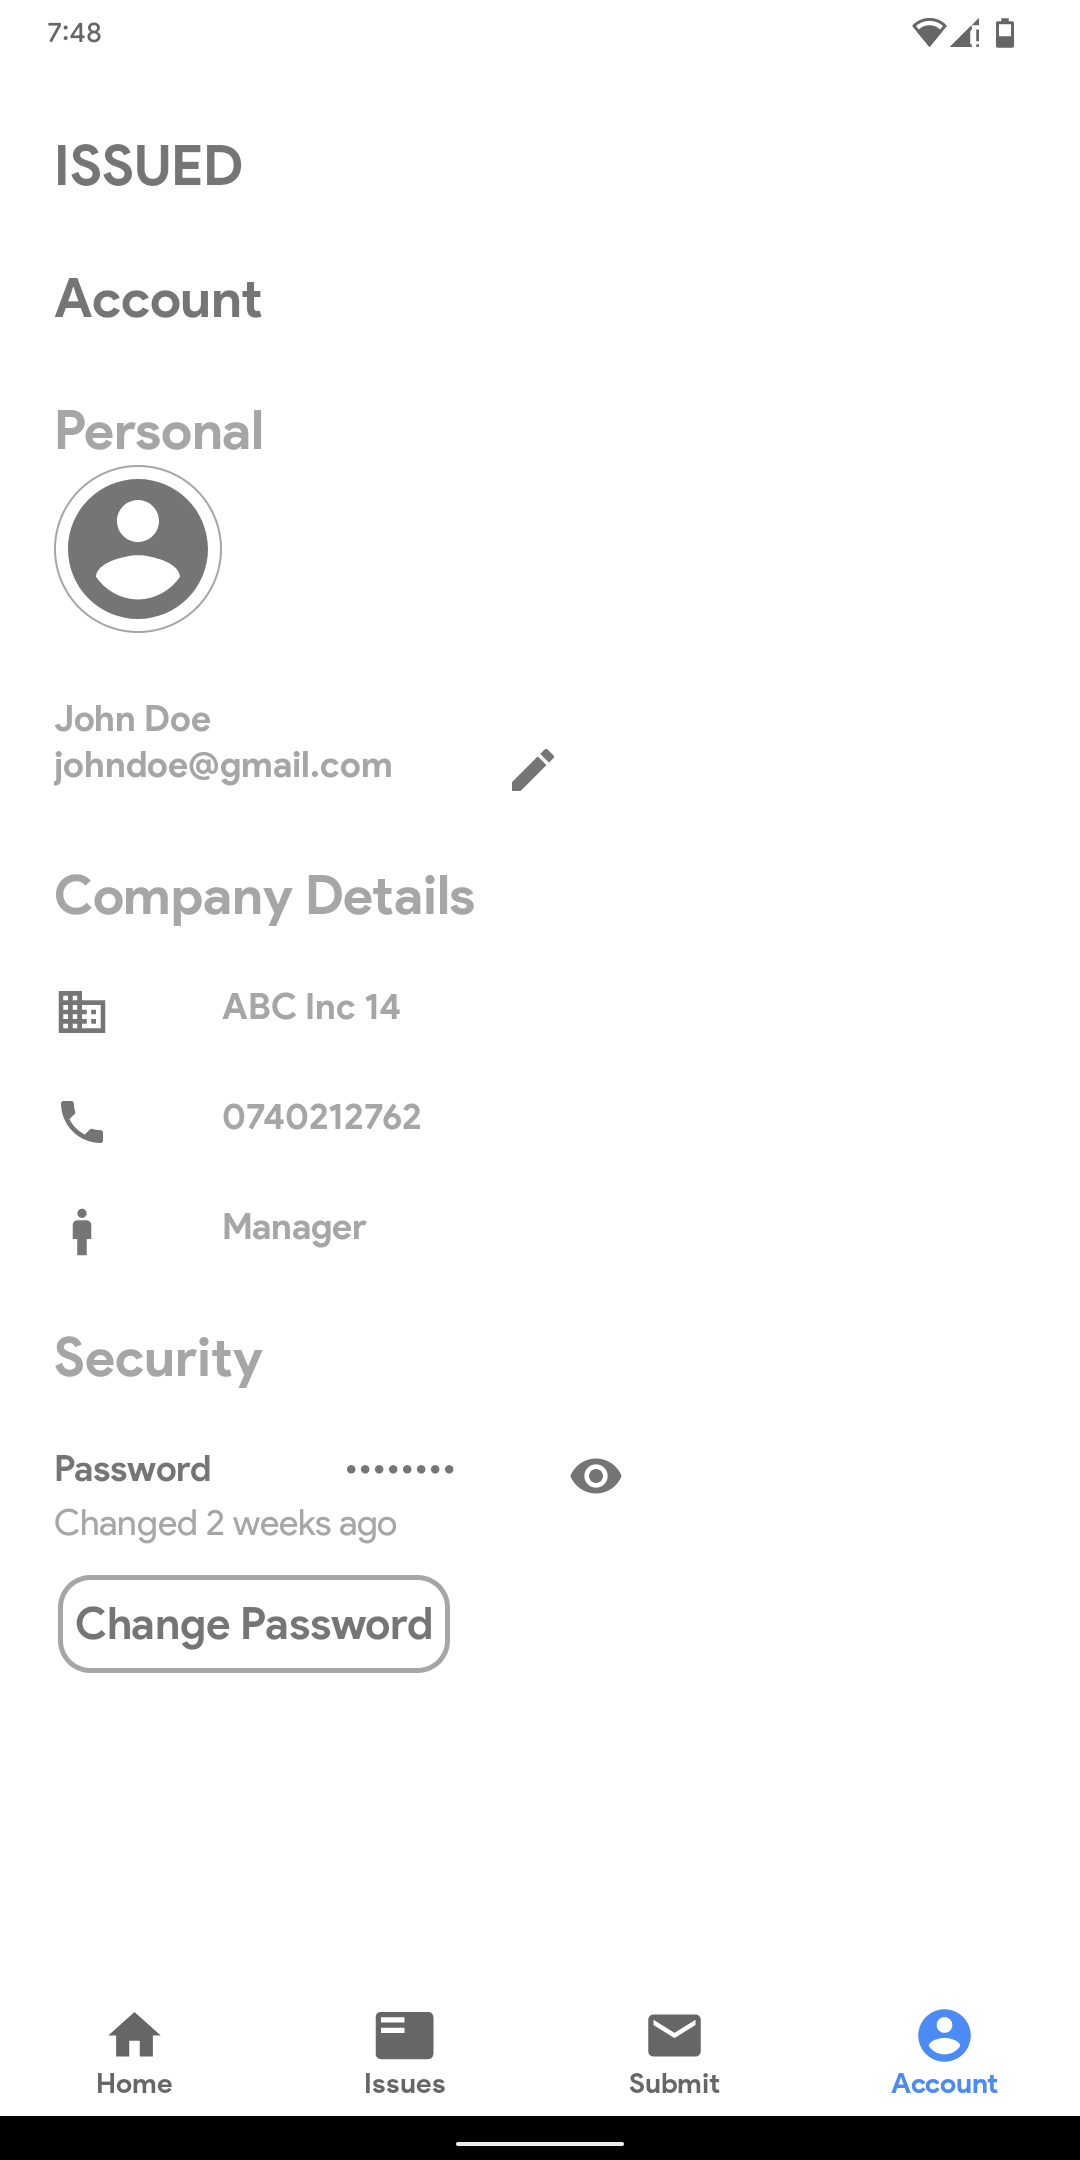 7:48
ISSUED
Account
Personal
John Doe
johndoe@gmail.com
Company Details
ABC Inc 14
0740212762
Manager
Security
Password ••••••••
Changed 2 weeks ago
Change Password
Home Issues Submit Account